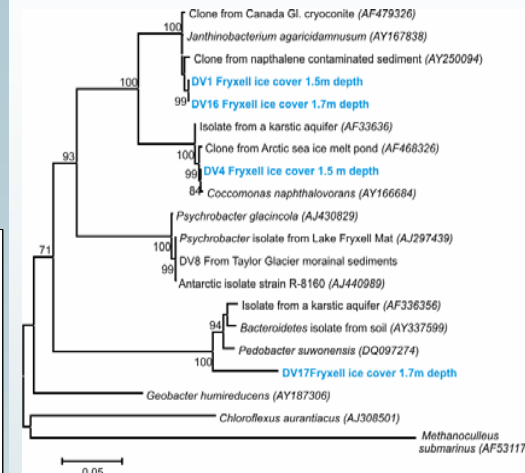 Clone from Canada Gl. cryoconite (AF479326)
100
Janthinobacterium agaricidamnusum (AY167838)
Clone from napthalene contaminated sediment (AY250094)
100
DV1 Fryxell ice cover 1.5m depth
99
DV16 Fryxell ice cover 1.7m depth
Isolate from a karstic aquifer (AF33636)
Clone from Arctic sea ice melt pond (AF468326)
100
93
99
DV4 Fryxell ice cover 1.5 m depth
84
Coccomonas naphthalovorans (AY166684)
Psychrobacter glacincola (AJ430829)
Psychrobacter isolate from Lake Fryxell Mat (AJ297439)
100
71
DV8 From Taylor Glacier morainal sediments
99
Antarctic isolate strain R-8160 (AJ440989)
Isolate from a karstic aquifer (AF336356)
94
Bacteroidetes isolate from soil (AY337599)
Pedobacter suwonensis (DQ097274)
100
DV17Fryxell ice cover 1.7m depth
Geobacter humireducens (AY187306)
Chloroflexus aurantiacus (AJ308501)
Methanoculleus
submarinus (AF53117
0.05